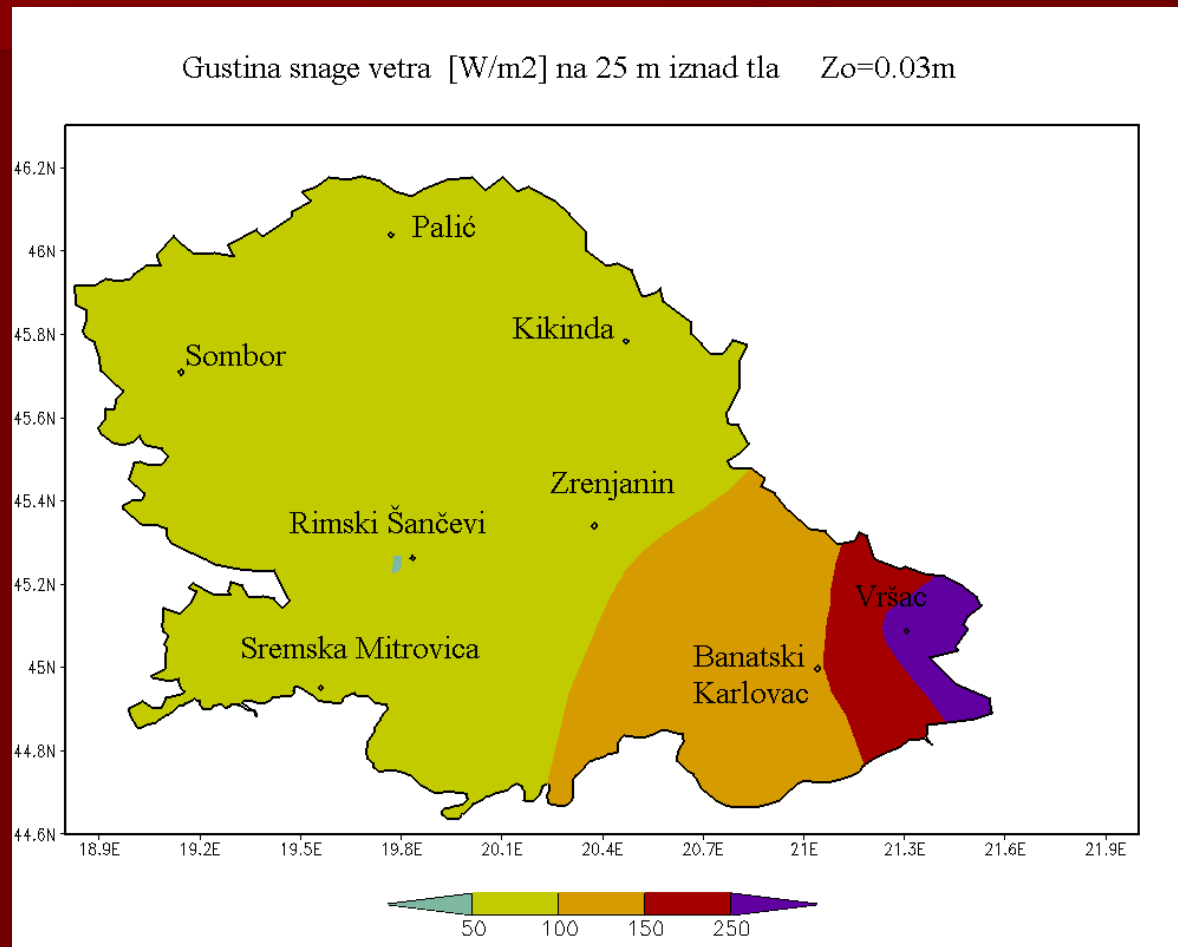 Gustina snage vetra [W/m2] na 25 m iznad tla Zo=0.03m
46.2N
46N
45.8N
45.6N
45.4N
45.2N
45N
44.8N
44.6N
Palić
Kikinda
Sombor
Zrenjanin
Rimski Šančevi
Vršac
Sremska Mitrovica
Banatski
Karlovac
18.9E 19.2E 19.5E 19.8E 20.1E 20.4E 20.7E 21E 21.3E 21.6E 21.9E
50 100 150 250